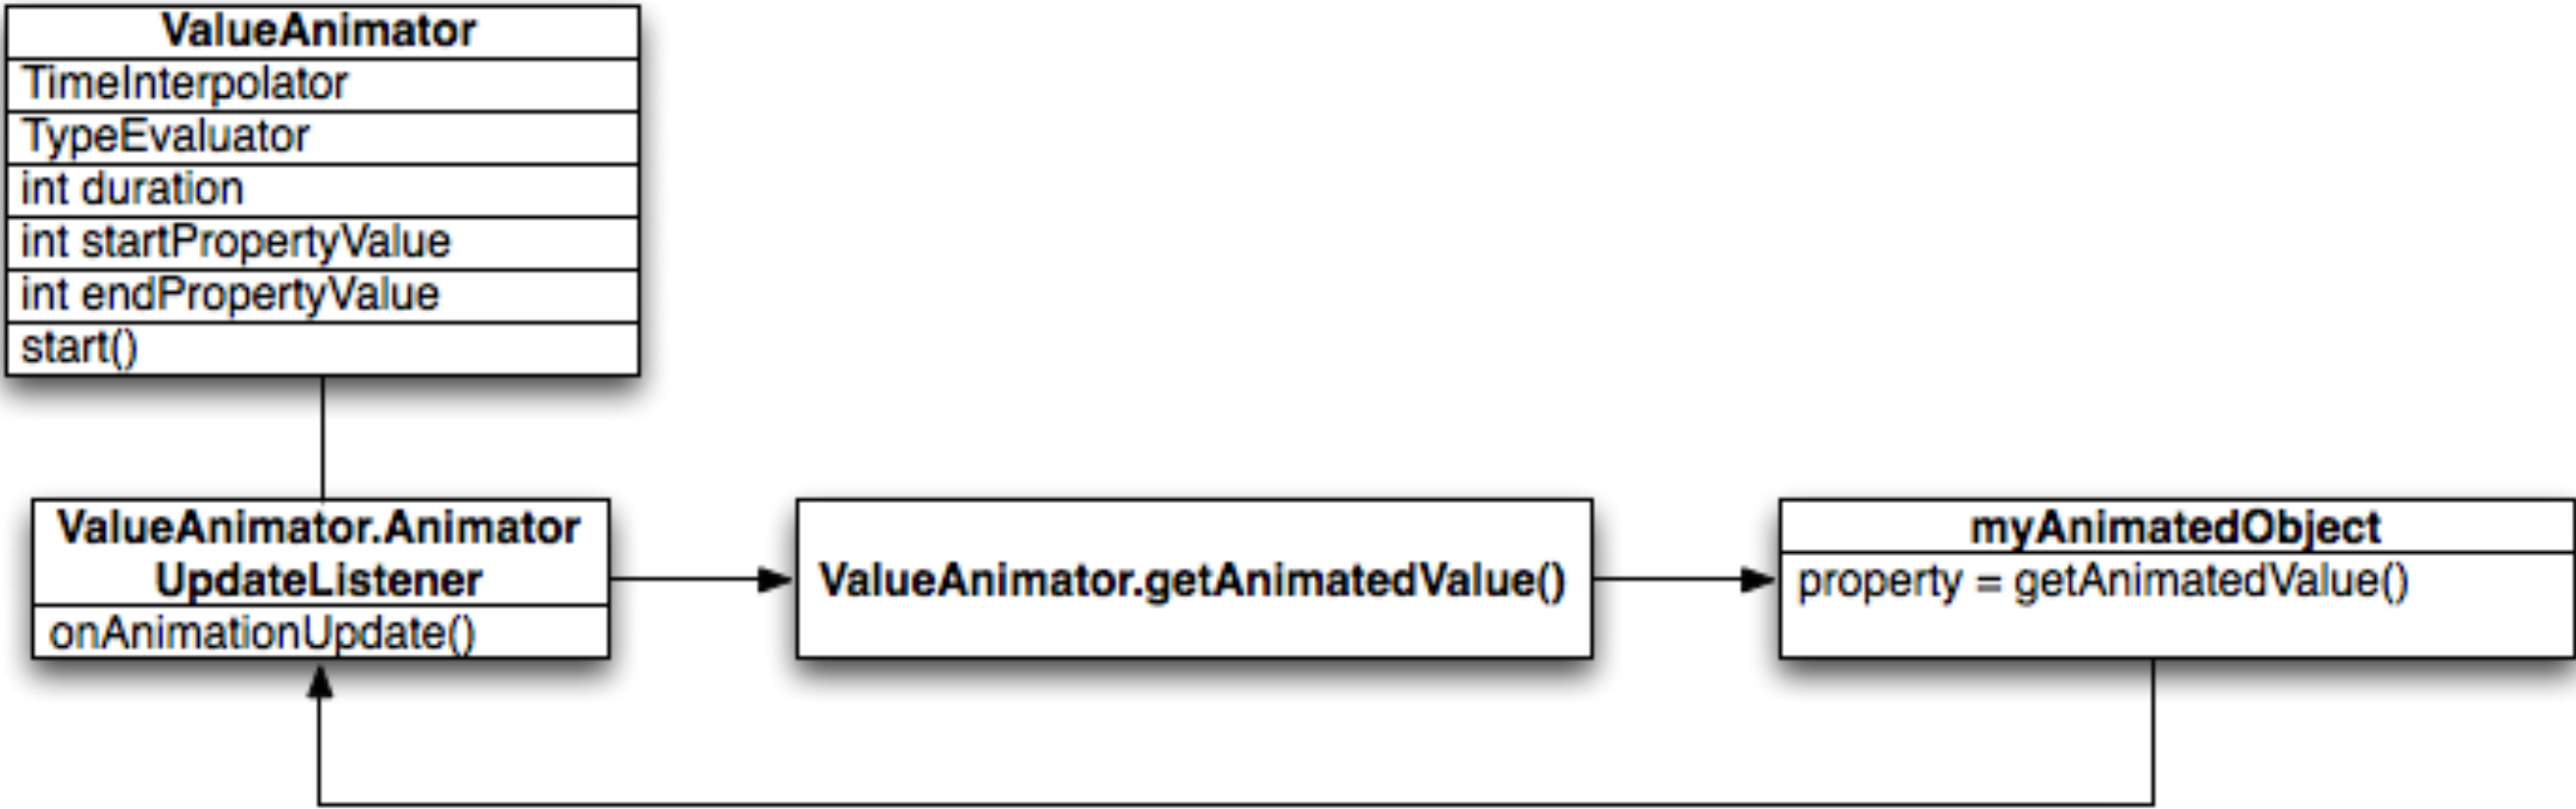 ValueAnimator
TimeInterpolator
TypeEvaluator
int duration
int startPropertyValue
int endPropertyValue
start()
ValueAnimator.Animator
UpdateListener
onAnimationUpdate()
ValueAnimator.getAnimatedValue()
myAnimatedObject
property = getAnimatedValue()